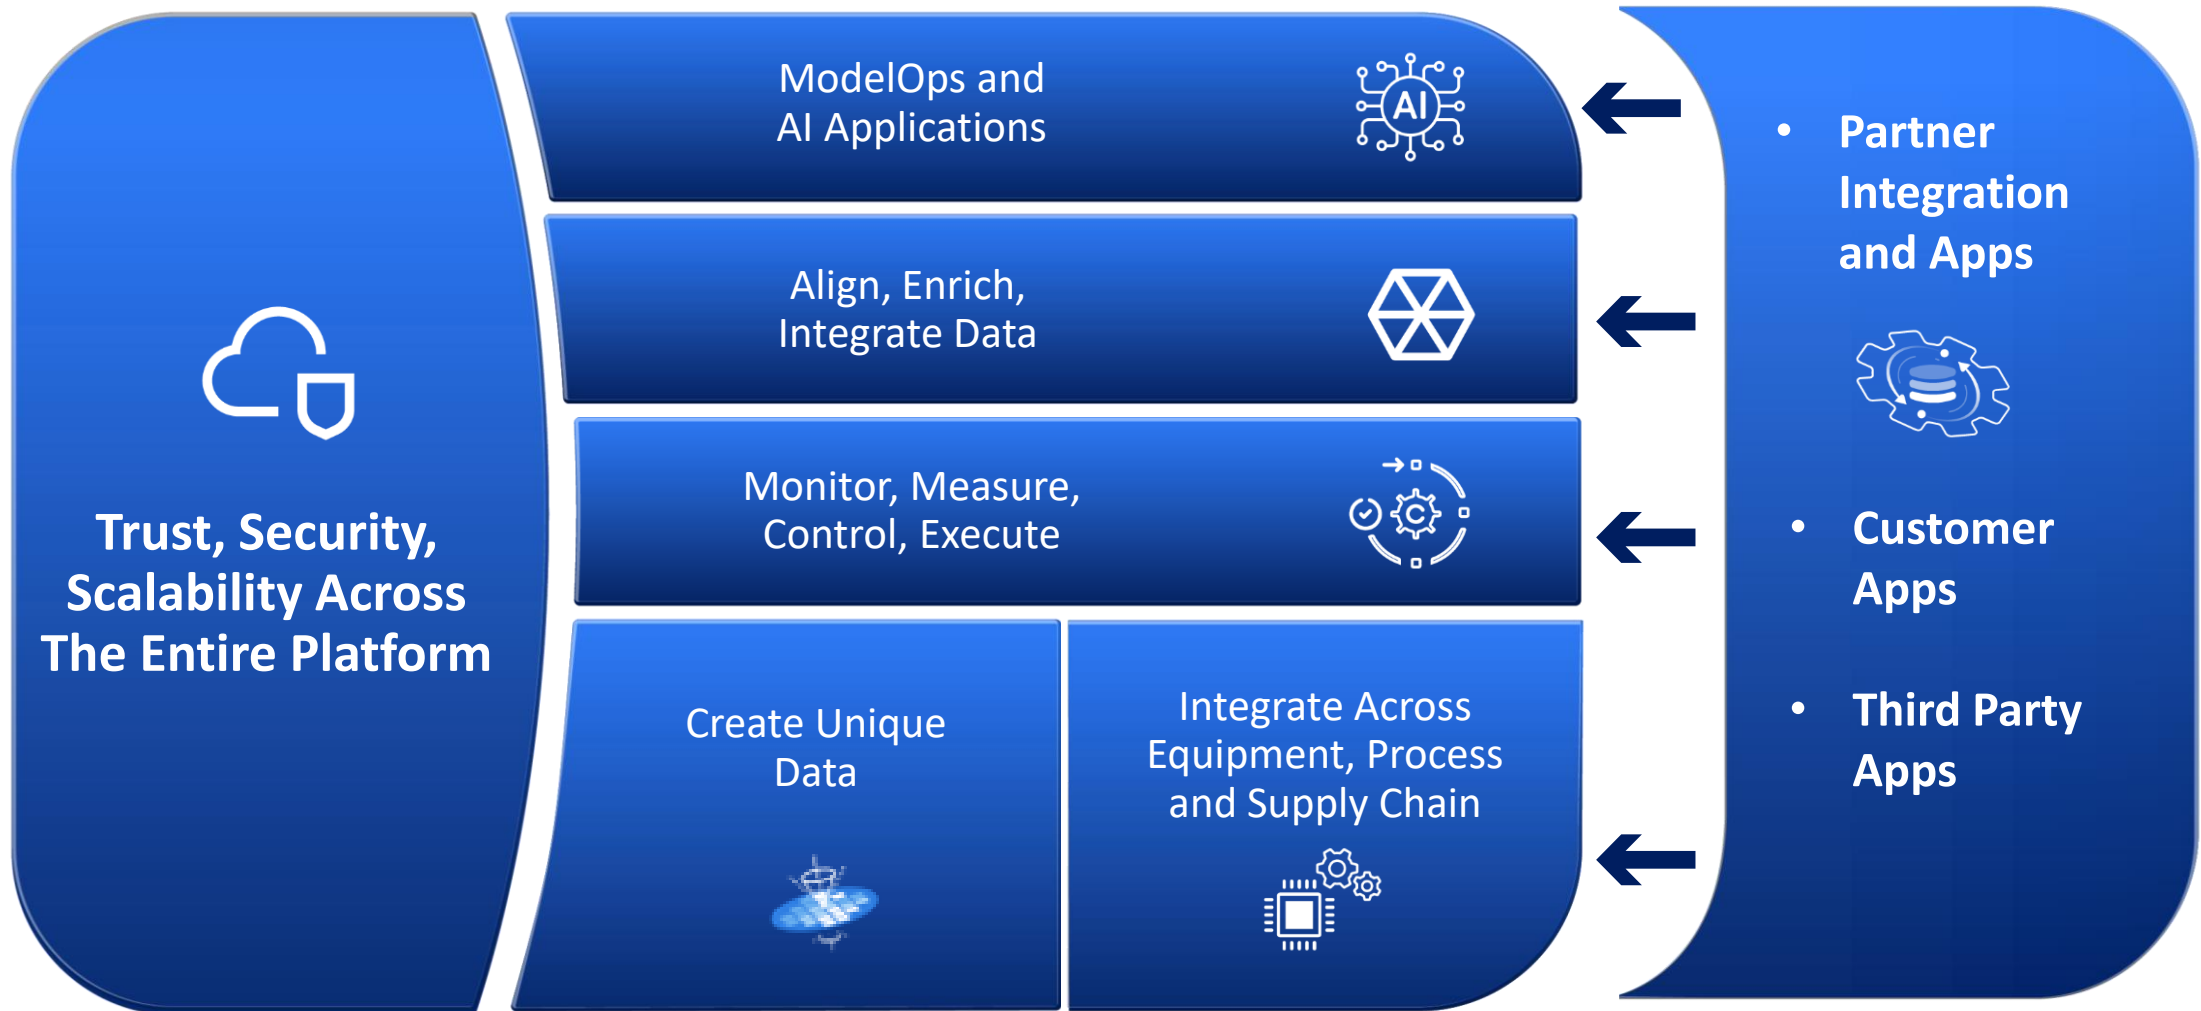 Trust, Security,
Scalability Across
The Entire Platform
ModelOps and
AI Applications
AI
Align, Enrich,
Integrate Data
Monitor, Measure,
Control, Execute
C
Create Unique
Data
Integrate Across
Equipment, Process
and Supply Chain
• Partner
Integration
and Apps
• Customer
Apps
• Third Party
Apps